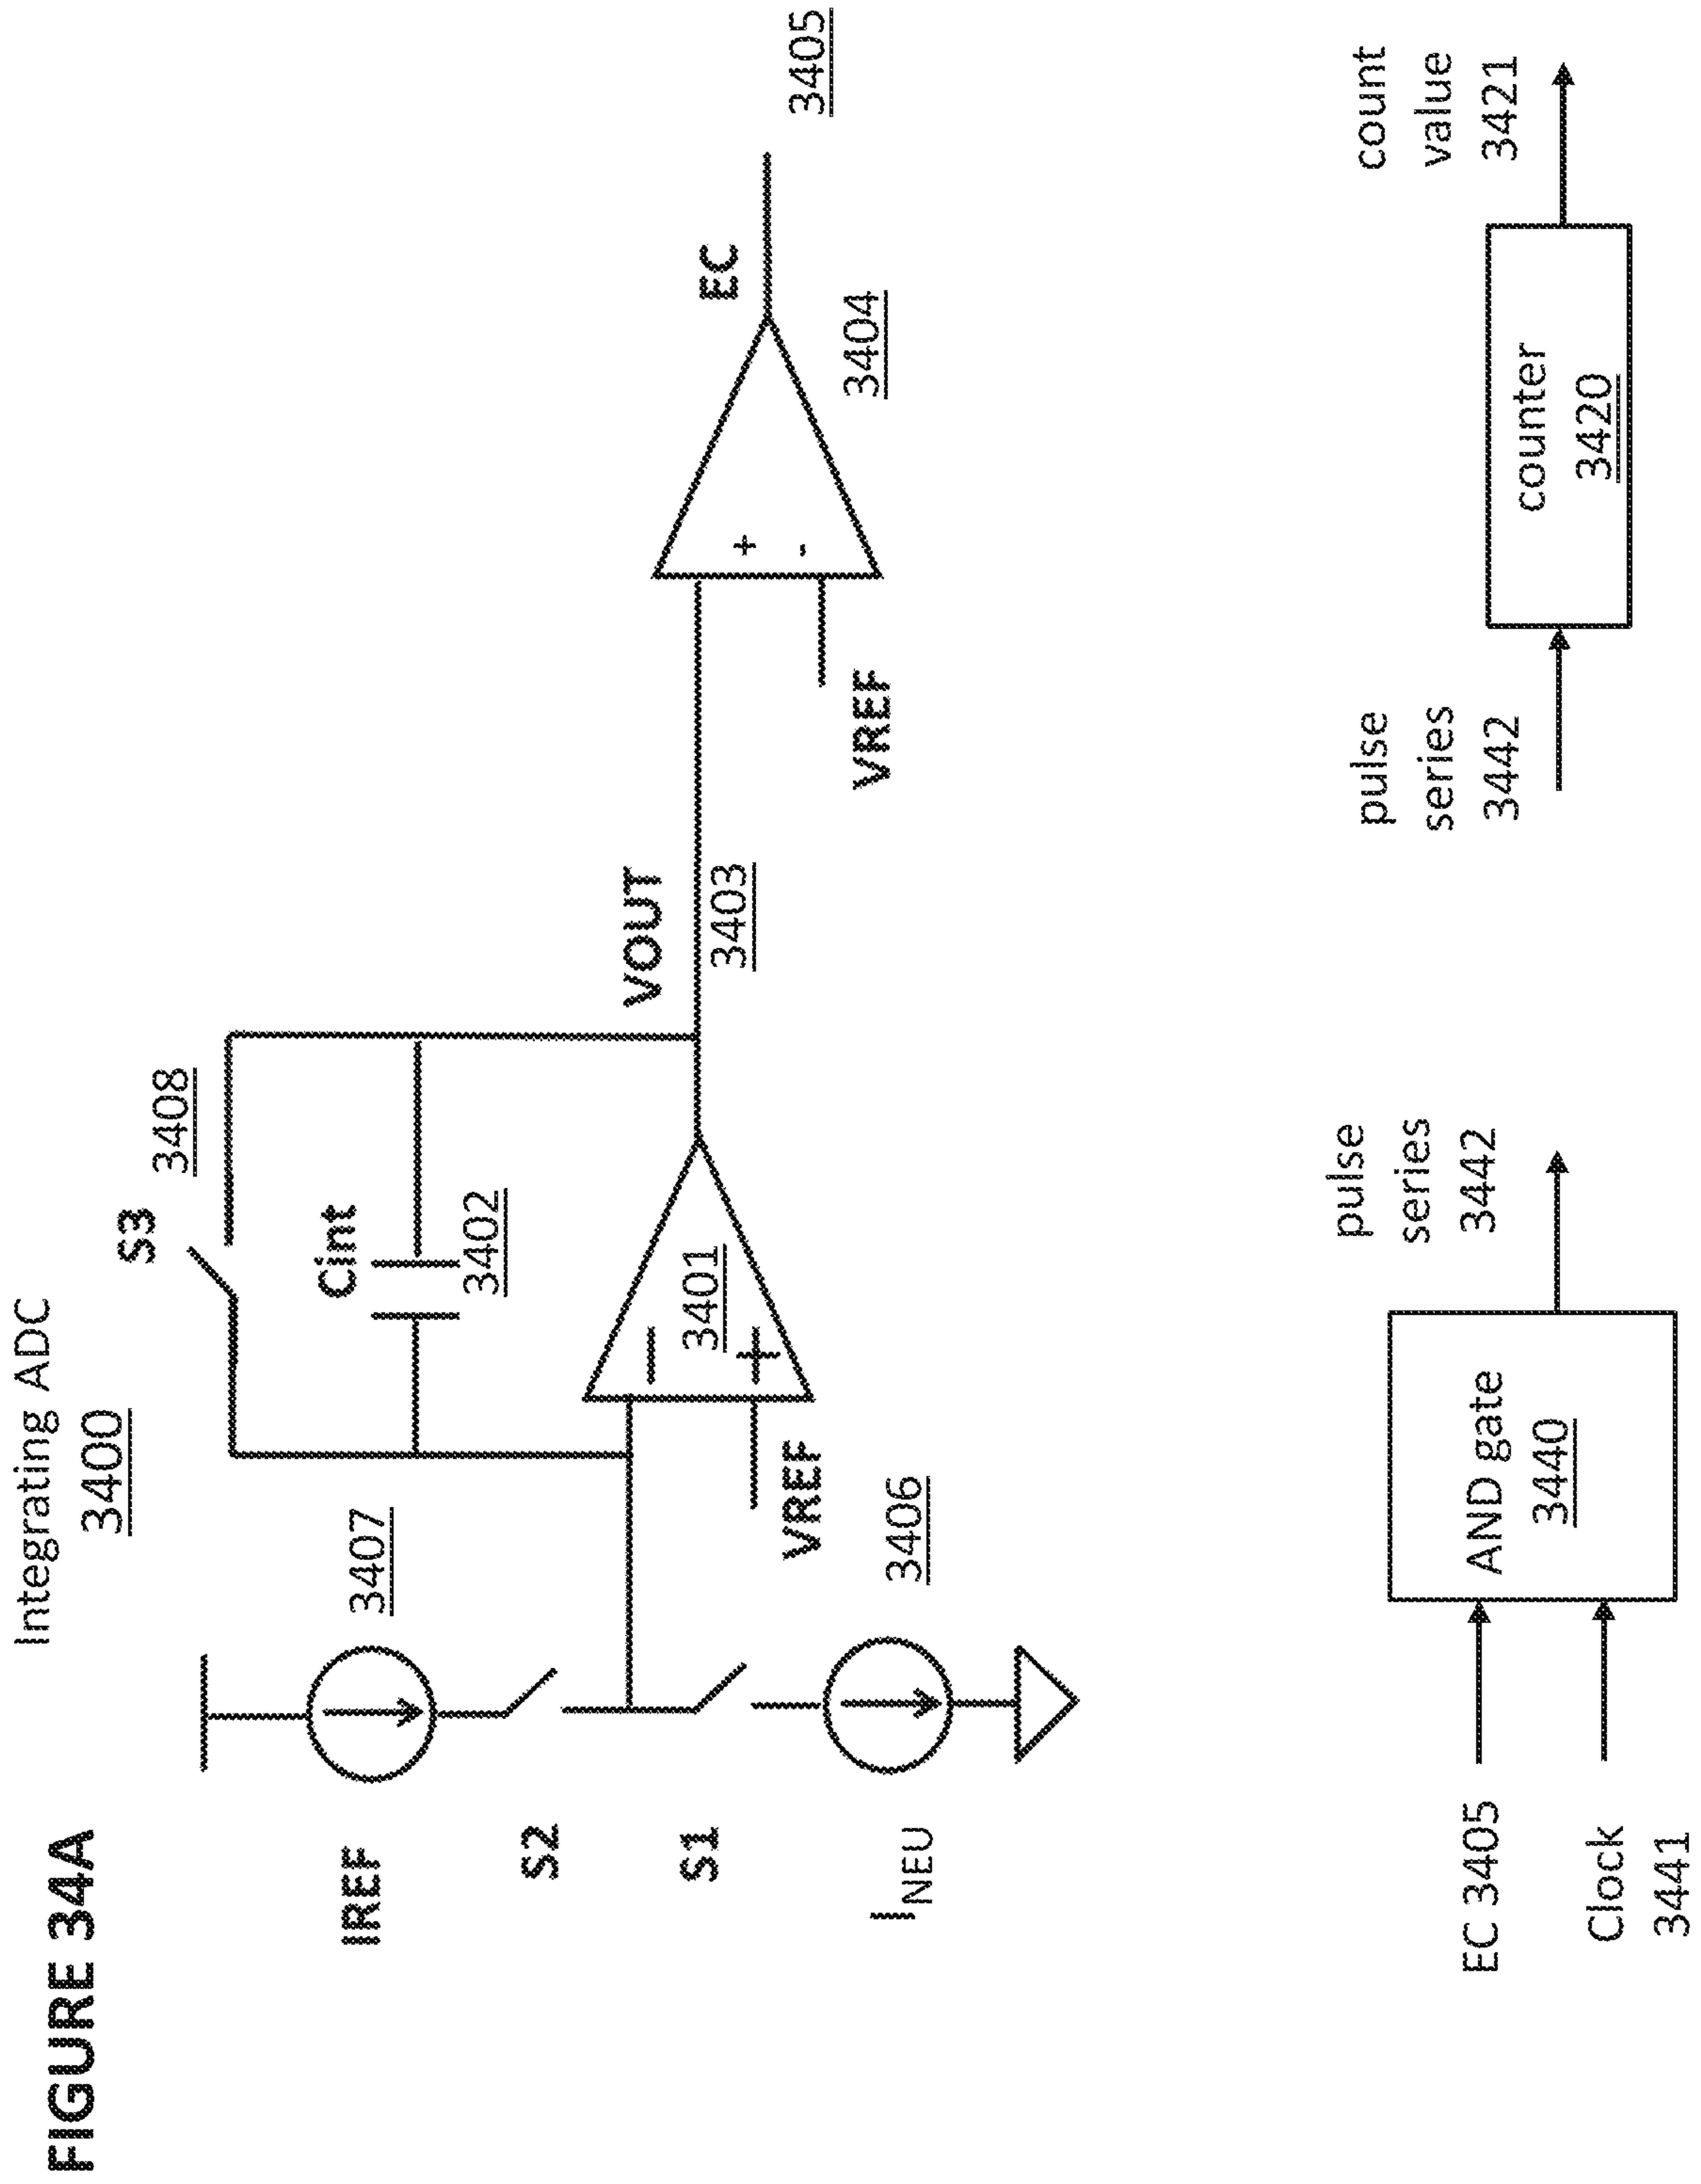 FIGURE 34A
Integrating ADC
3400
S3
3408
IREF
3407
Cint
3402
S2
S1
VREF
3401
VOUT
3403
I NEU
3406
VREF
EC
3404
3405
EC 3405
Clock
3441
AND gate
3440
pulse
series
3442
pulse
series
3442
counter
3420
count
value
3421